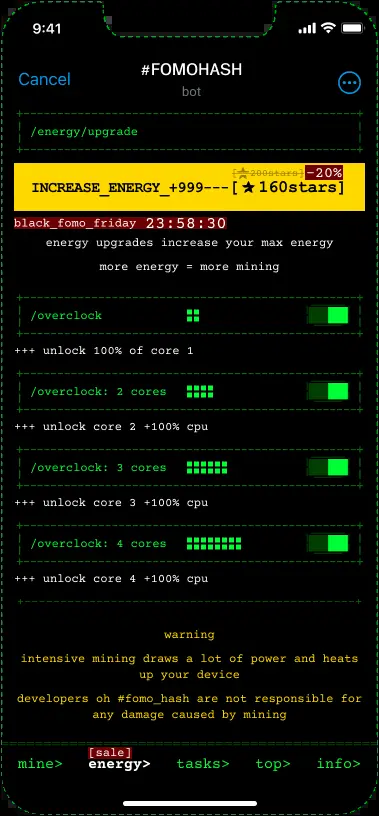 9:41
Cancel
#FOMOHASH
bot
/energy/upgrade
[★200stars]-20%
INCREASE_ENERGY_+999---[★160stars]
black_fomo_friday 23:58:30
energy upgrades increase your max energy
more energy = more mining
/overclock
+++ unlock 100% of core 1
/overclock: 2 cores
+++ unlock core 2 +100% cpu
/overclock: 3 cores
+++ unlock core 3 +100% cpu
/overclock: 4 cores
+++ unlock core 4 +100% cpu
warning
intensive mining draws a lot of power and heats
up your device
developers oh #fomo_hash are not responsible for
any damage caused by mining
[sale]
mine> energy> tasks> top> info>